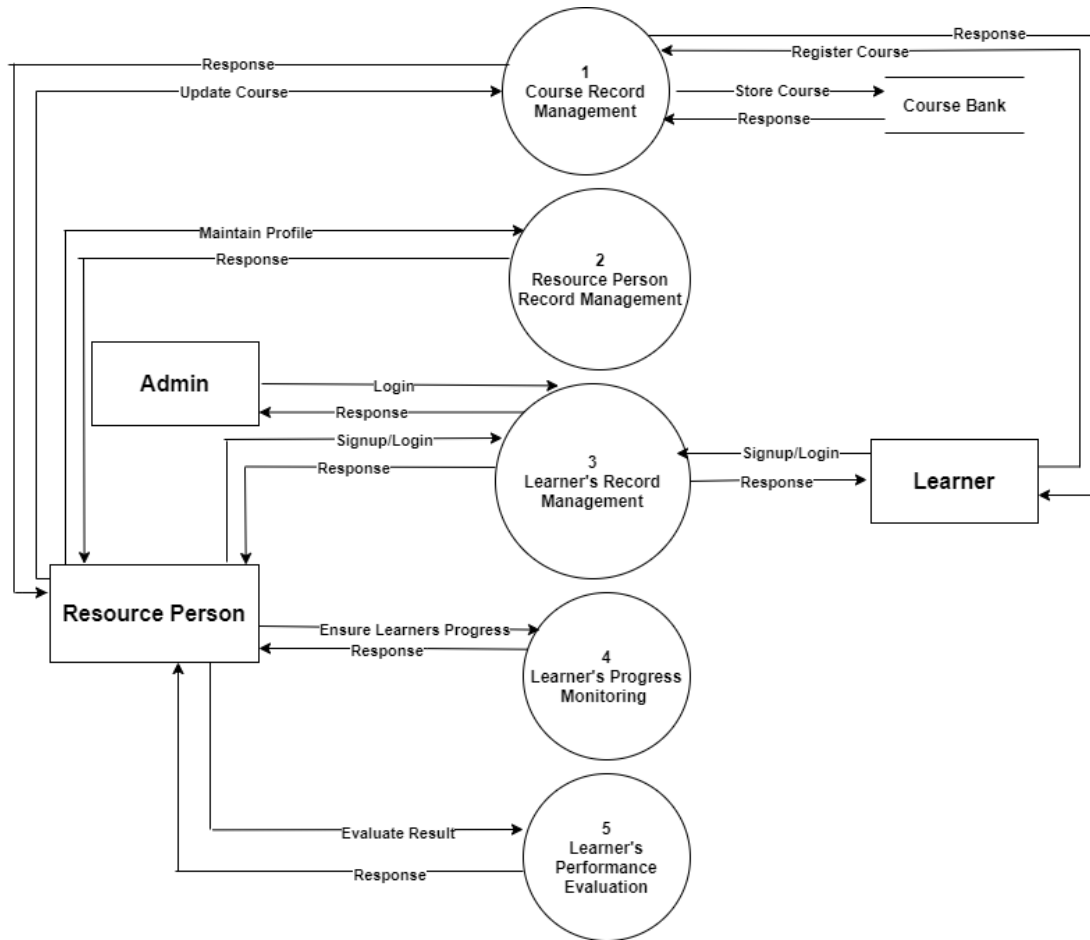 Response
Register Course
Response
Update Course
1
Course Record
Management
Store Course
Response
Course Bank
Maintain Profile
Response
2
Resource Person
Record Management
Admin
Login
Response
Signup/Login
Response
3
Learner's Record
Management
Signup/Login
Response
Learner
Resource Person
Ensure Learners Progress
Response
4
Learner's Progress
Monitoring
Evaluate Result
Response
5
Learner's
Performance
Evaluation